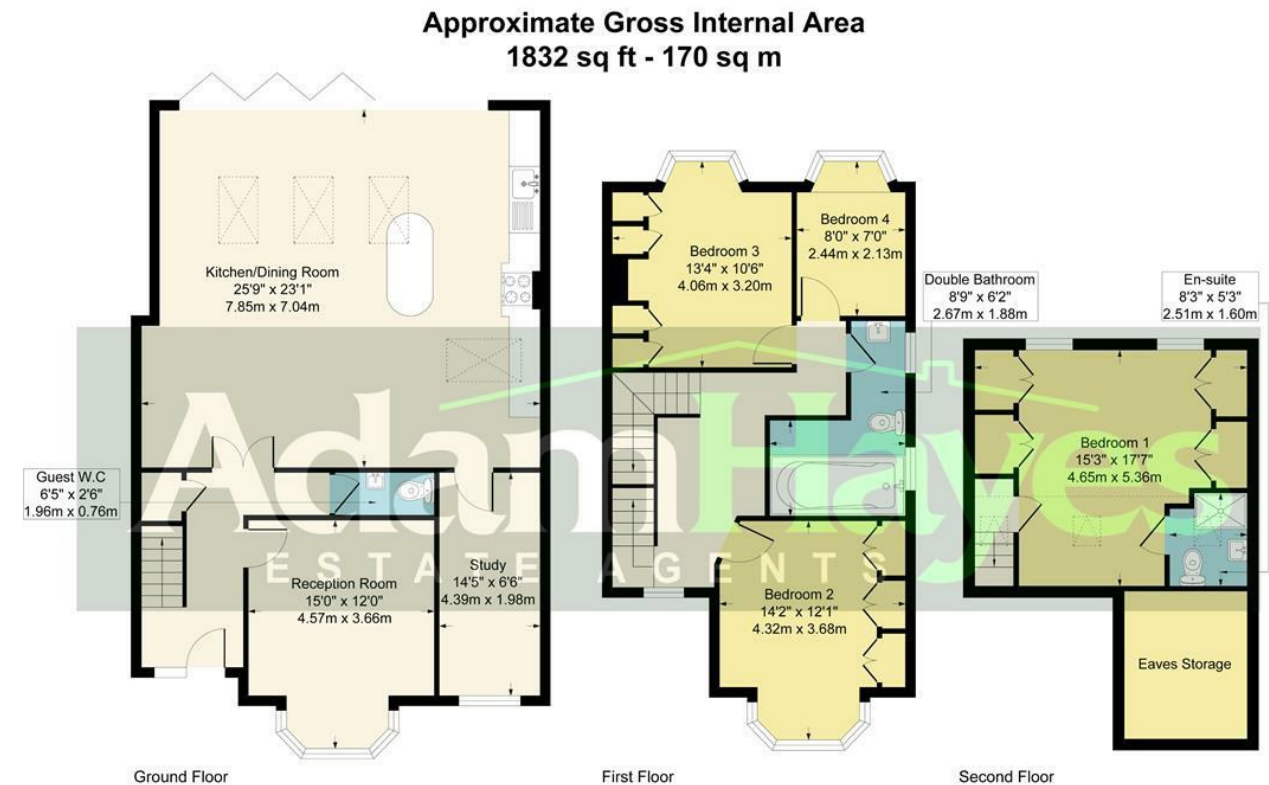 Approximate Gross Internal Area
1832 sq ft - 170 sq m
Kitchen/Dining Room
25'9" x 23'1"
7.85m x 7.04m
Guest W.C
6'5" x 2'6"
1.96m x 0.76m
Reception Room
15'0" x 12'0"
4.57m x 3.66m
Study
14'5" x 6'6"
4.39m x 1.98m
Ground Floor
Bedroom 3
13'4" x 10'6"
4.06m x 3.20m
Bedroom 4
8'0" x 7'0"
2.44m x 2.13m
Double Bathroom
8'9" x 6'2"
2.67m x 1.88m
Bedroom 2
14'2" x 12'1"
4.32m x 3.68m
First Floor
En-suite
8'3" x 5'3"
2.51m x 1.60m
Bedroom 1
15'3" x 17'7"
4.65m x 5.36m
Eaves Storage
Second Floor
AdamHayes
ESTATE AGENTS